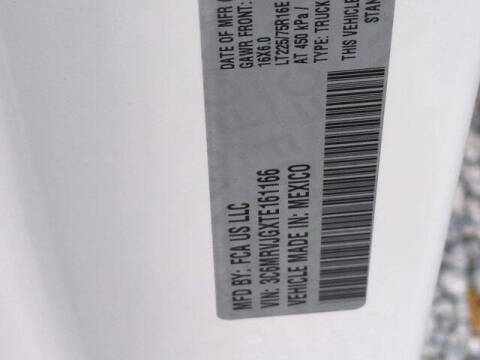 MFD BY: FCA US LLC
DATE OF MFR
VIN: 3C6MRVJGXTE161166
GAWR FRONT:
VEHICLE MADE IN: MEXICO
16X6.0
LT225/75R16E
AT 450 kPa /
TYPE: TRUCK
THIS VEHICLE
STAN